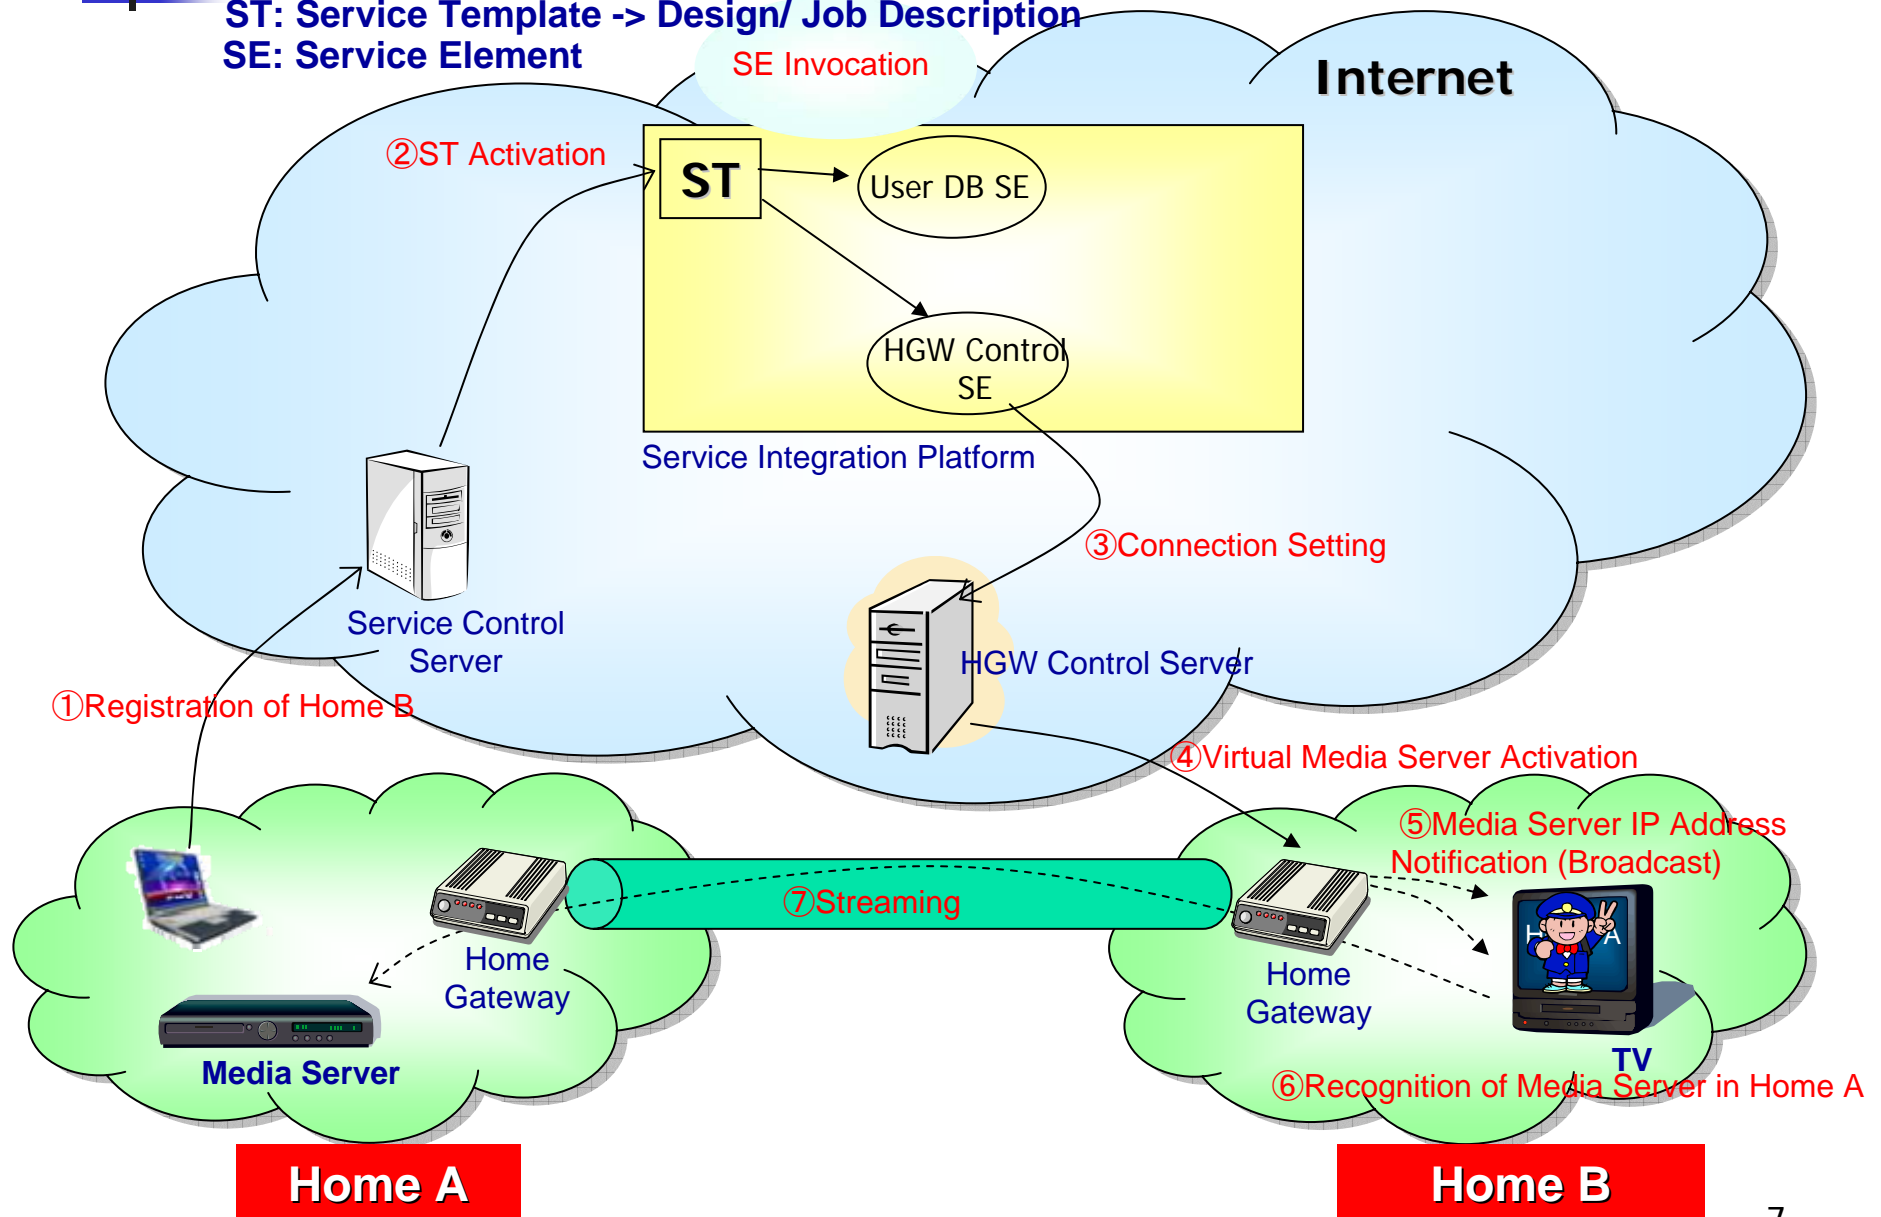 ST: Service Template -> Design/ Job Description
SE: Service Element
SE Invocation
Internet
②ST Activation
ST
User DB SE
HGW Control
SE
Service Integration Platform
③Connection Setting
Service Control
Server
HGW Control Server
①Registration of Home B
④Virtual Media Server Activation
⑤Media Server IP Address
Notification (Broadcast)
⑦Streaming
Home
Gateway
Home
Gateway
Media Server
TV
⑥Recognition of Media Server in Home A
Home A
Home B
7